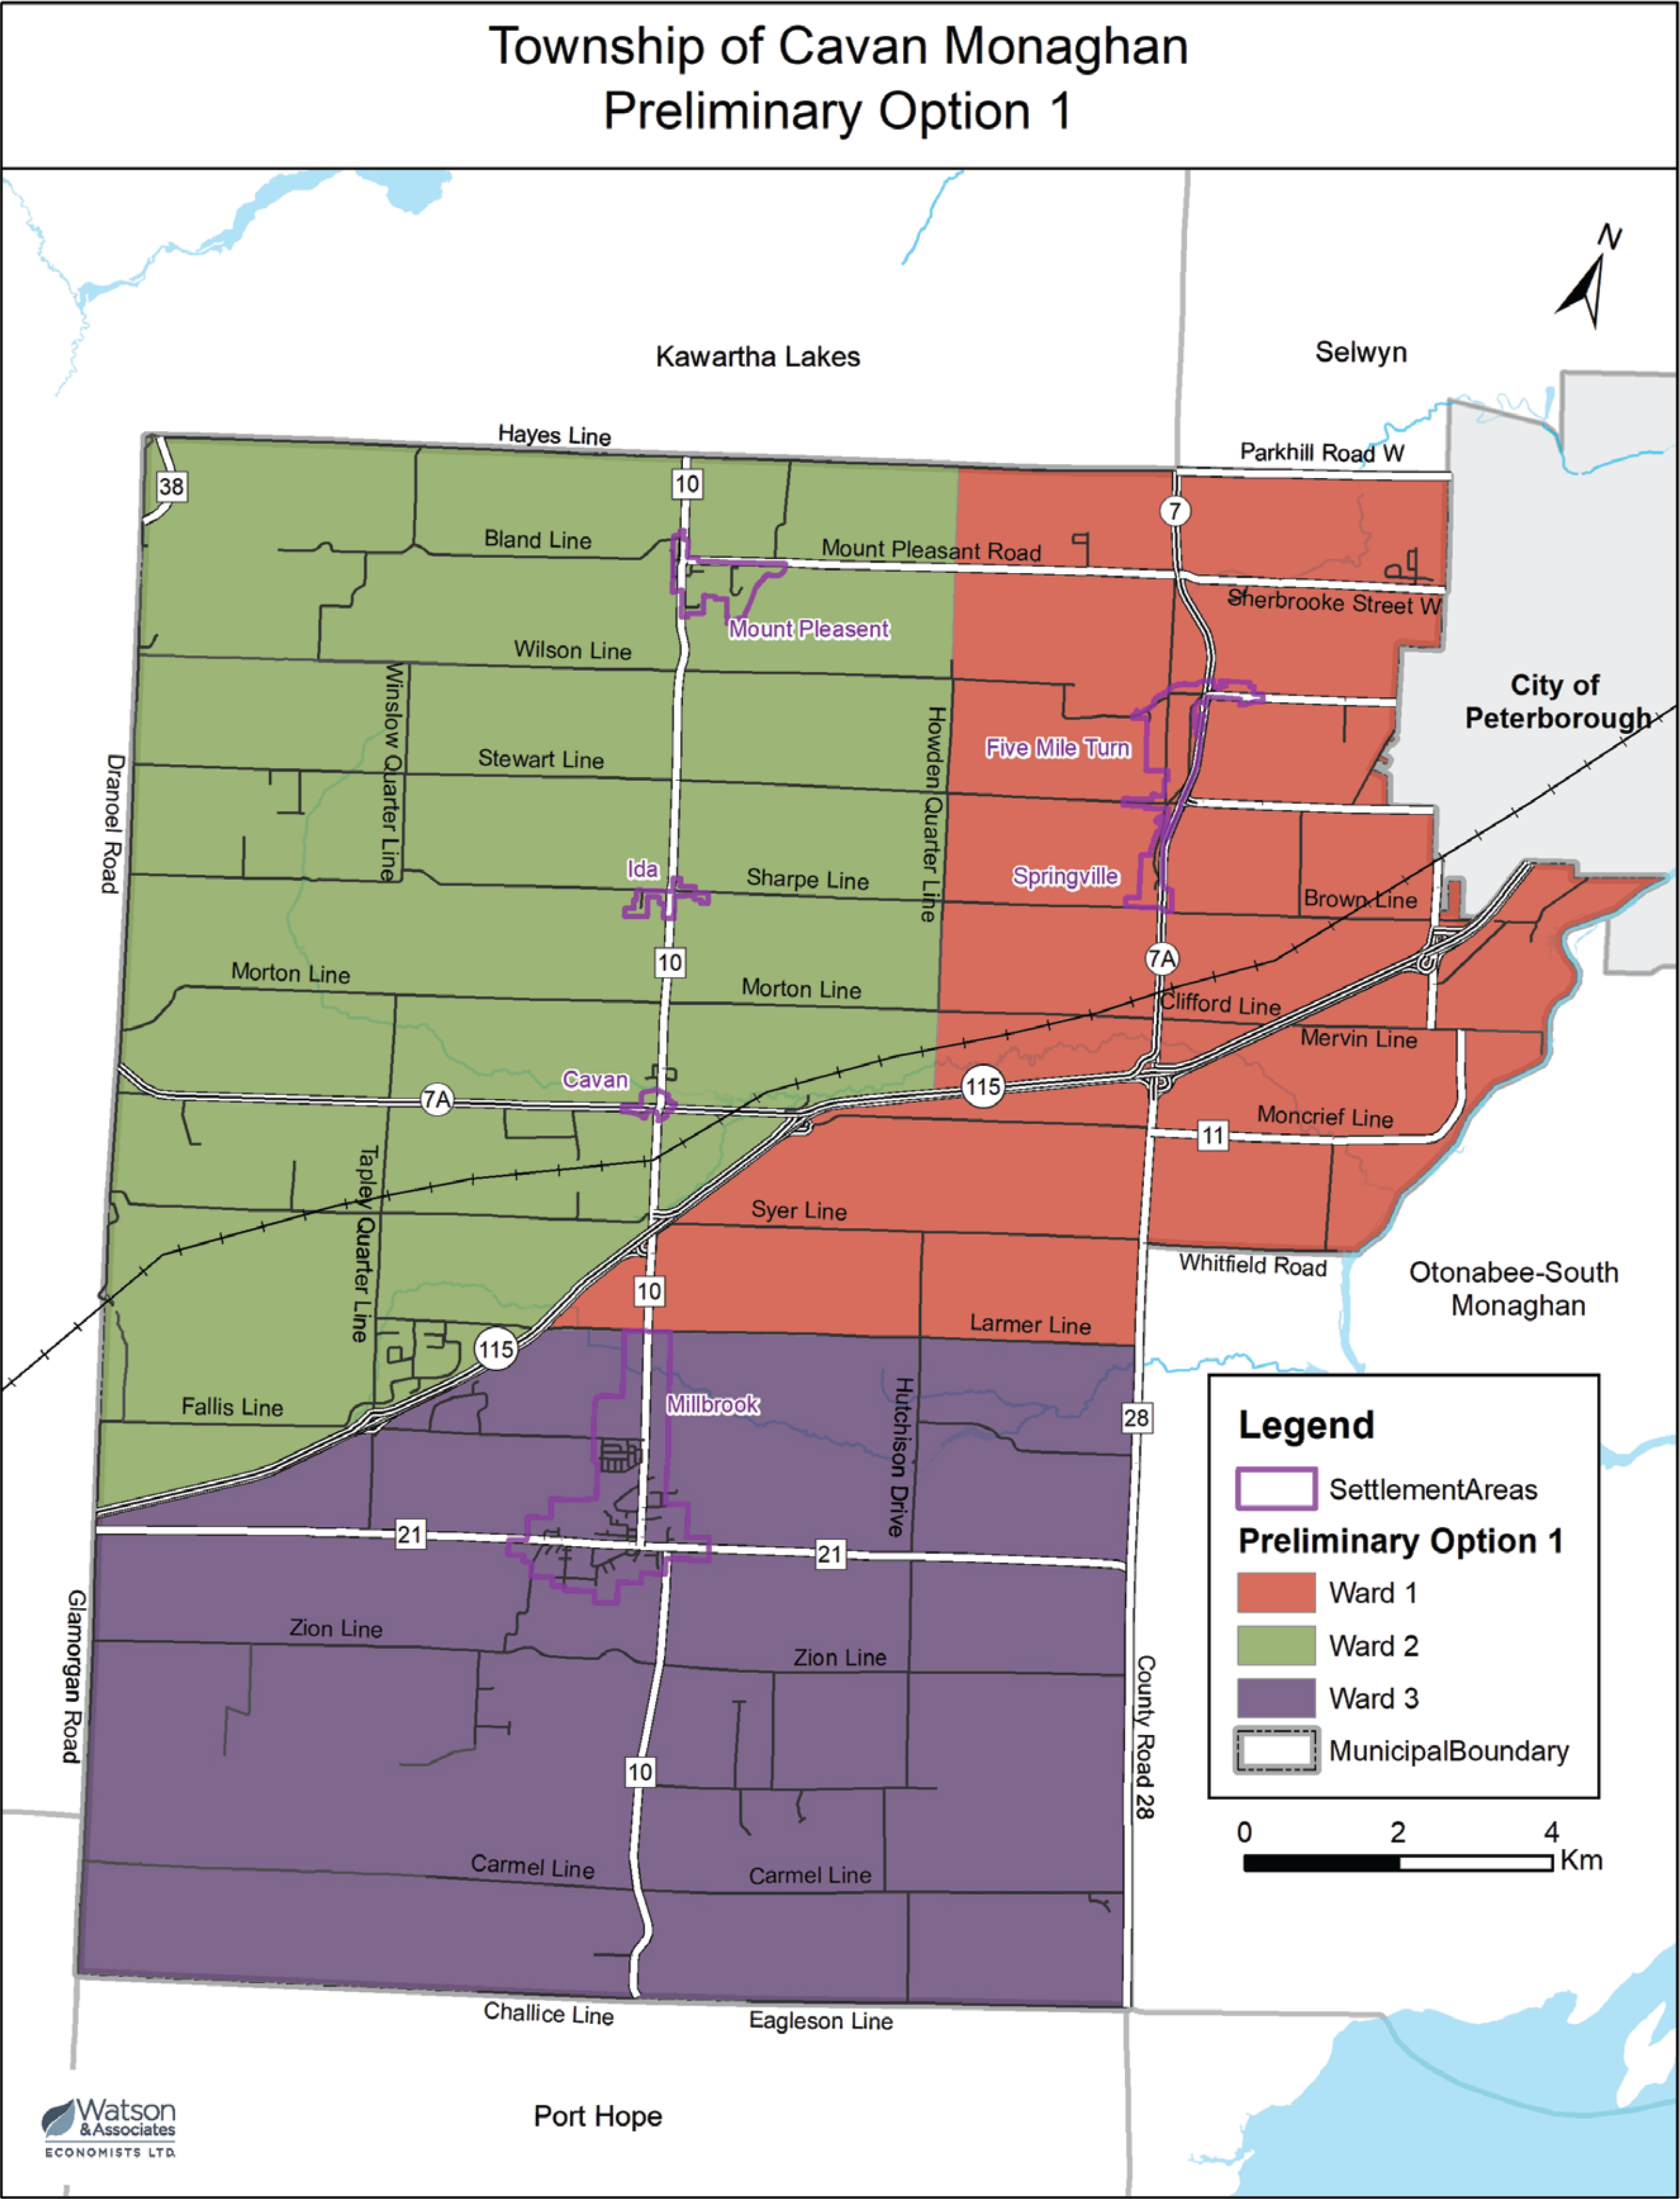 Township of Cavan Monaghan
Preliminary Option 1
N
Kawartha Lakes
Selwyn
Hayes Line
Parkhill Road W
38
10
7
Bland Line
Mount Pleasant Road
Sherbrooke Street W
Mount Pleasent
Wilson Line
Winslow Quarter Line
City of
Peterborough
Howden Quarter Line
Five Mile Turn
Stewart Line
Dranoel Road
Ida
Sharpe Line
Springville
Brown Line
10
7A
Morton Line
Morton Line
Clifford Line
Mervin Line
Cavan
7A
115
Moncrief Line
11
Tapley Quarter Line
Syer Line
Whitfield Road
Otonabee-South
Monaghan
10
Larmer Line
115
Fallis Line
Millbrook
Hutchison Drive
28
21
21
Glamorgan Road
Zion Line
Zion Line
County Road 28
10
Carmel Line
Carmel Line
Challice Line
Eagleson Line
Port Hope
Legend
SettlementAreas
Preliminary Option 1
Ward 1
Ward 2
Ward 3
MunicipalBoundary
0 2 4
Km
Watson
&Associates
ECONOMISTS LTD.